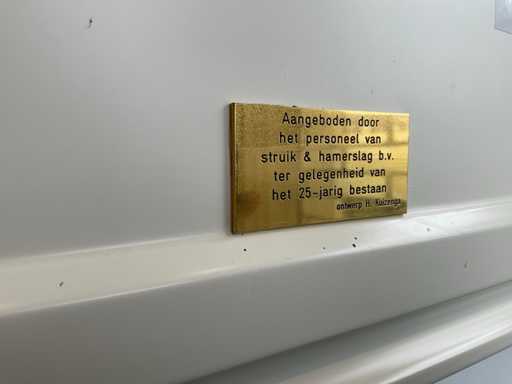 Aangeboden door
het personeel van
struik & hamerslag b.v.
ter gelegenheid van
het 25-jarig bestaan
ontwerp H. Kuizenga